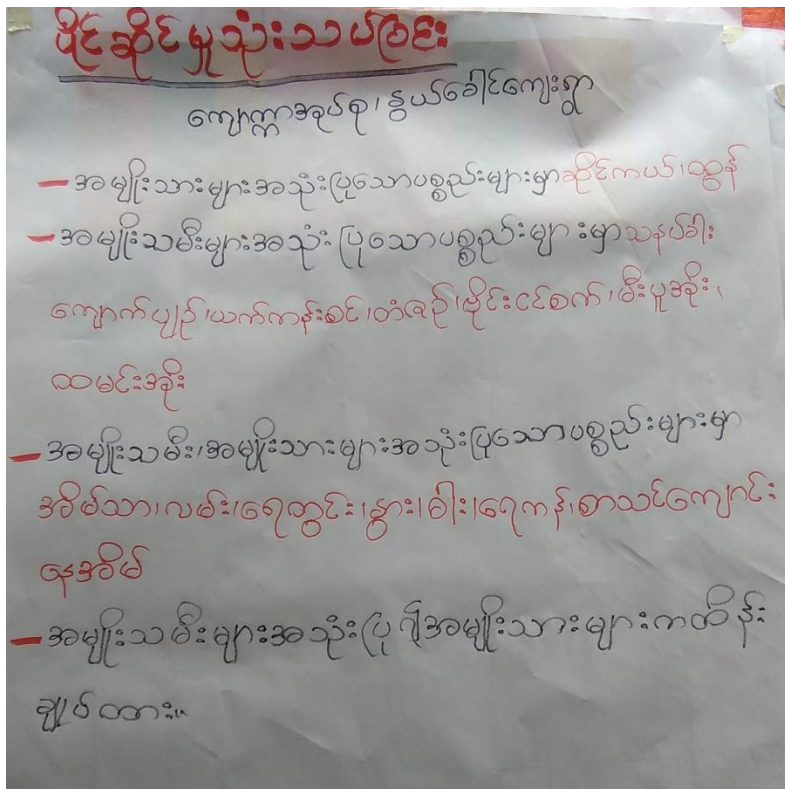 ပိုင်ဆိုင်မှုသုံးသပ်ခြင်း
ကျောက္ကာအုပ်စု၊ နွယ်ခေါင်ကျေးရွာ
- အမျိုးသားများအသုံးပြုသောပစ္စည်းများမှာဆိုင်ကယ်၊ထွန်
- အမျိုးသမီးများအသုံးပြုသောပစ္စည်းများမှာသနပ်ခါး
ကျောက်ပျဉ်၊ယက်ကန်းစင်၊တံဇဉ်၊ဗိုင်းငင်စက်၊မီးပူအိုး၊
ထမင်းအိုး
- အမျိုးသမီး၊အမျိုးသားများအသုံးပြုသောပစ္စည်းများမှာ
အိမ်သာ၊လမ်း၊ရေတွင်း၊နွား၊ဓါး၊ရေကန်၊စာသင်ကျောင်း
နေအိမ်
- အမျိုးသမီးများအသုံးပြု၍အမျိုးသားများကထိန်း
ချုပ်ထား။